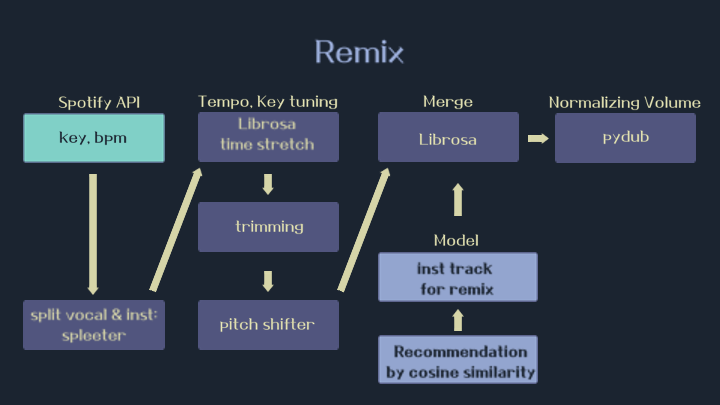 Remix
Spotify API
key, bpm
split vocal & inst:
spleeter
Tempo, Key tuning
Librosa
time stretch
trimming
pitch shifter
Merge
Librosa
Model
inst track
for remix
Recommendation
by cosine similarity
Normalizing Volume
pydub